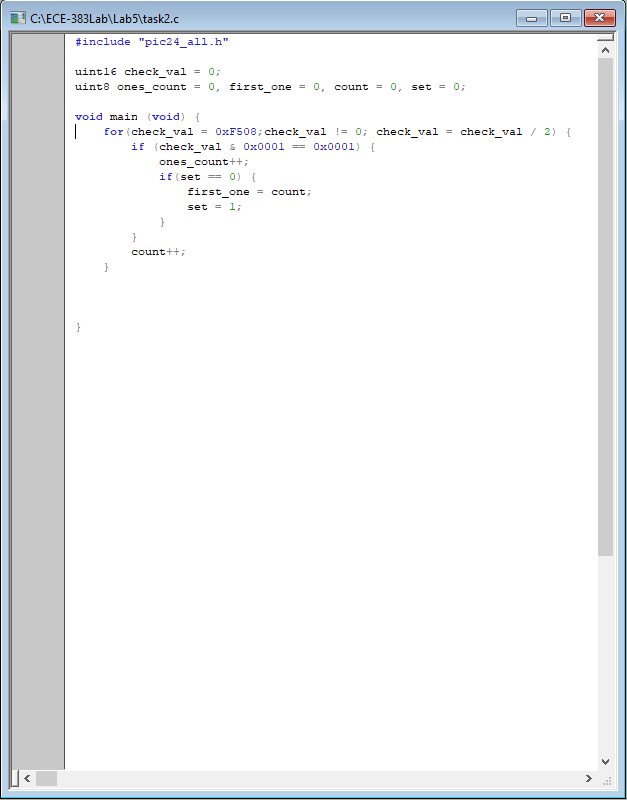 C:\ECE-383Lab\Lab5\task2.c
#include "pic24_all.h"
uint16 check_val = 0;
uint8 ones_count = 0, first_one = 0, count = 0, set = 0;
void main (void) {
for(check_val = 0xF508;check_val != 0; check_val = check_val / 2) {
if (check_val & 0x0001 == 0x0001) {
ones_count++;
if(set == 0) {
first_one = count;
set = 1;
}
}
count++;
}
}